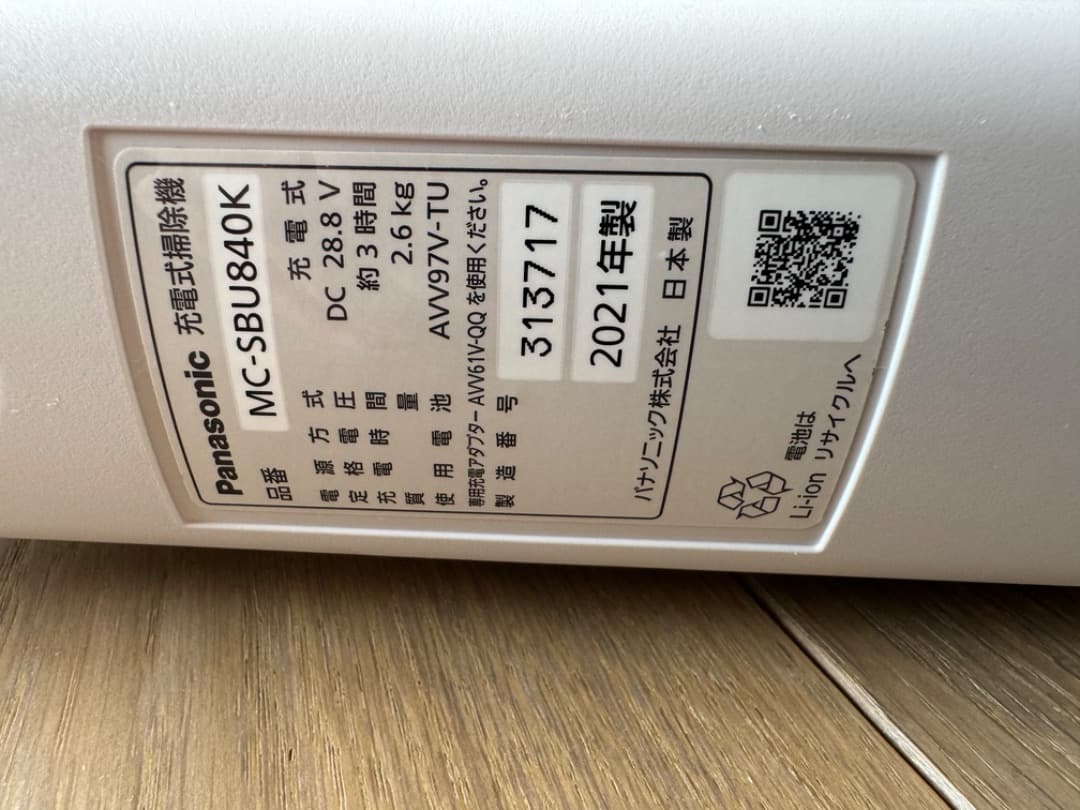 Panasonic 充電式掃除機
品番 MC-SBU840K
電源方式 充電式
定格電圧 DC 28.8 V
充電時間 約3時間
質量 2.6 kg
使用電池 AVV97V-TU
専用充電アダプター AVV61V-QQ を使用ください。
製造番号 313717
2021年製
パナソニック株式会社 日本製
電池は
Li-ion リサイクルへ